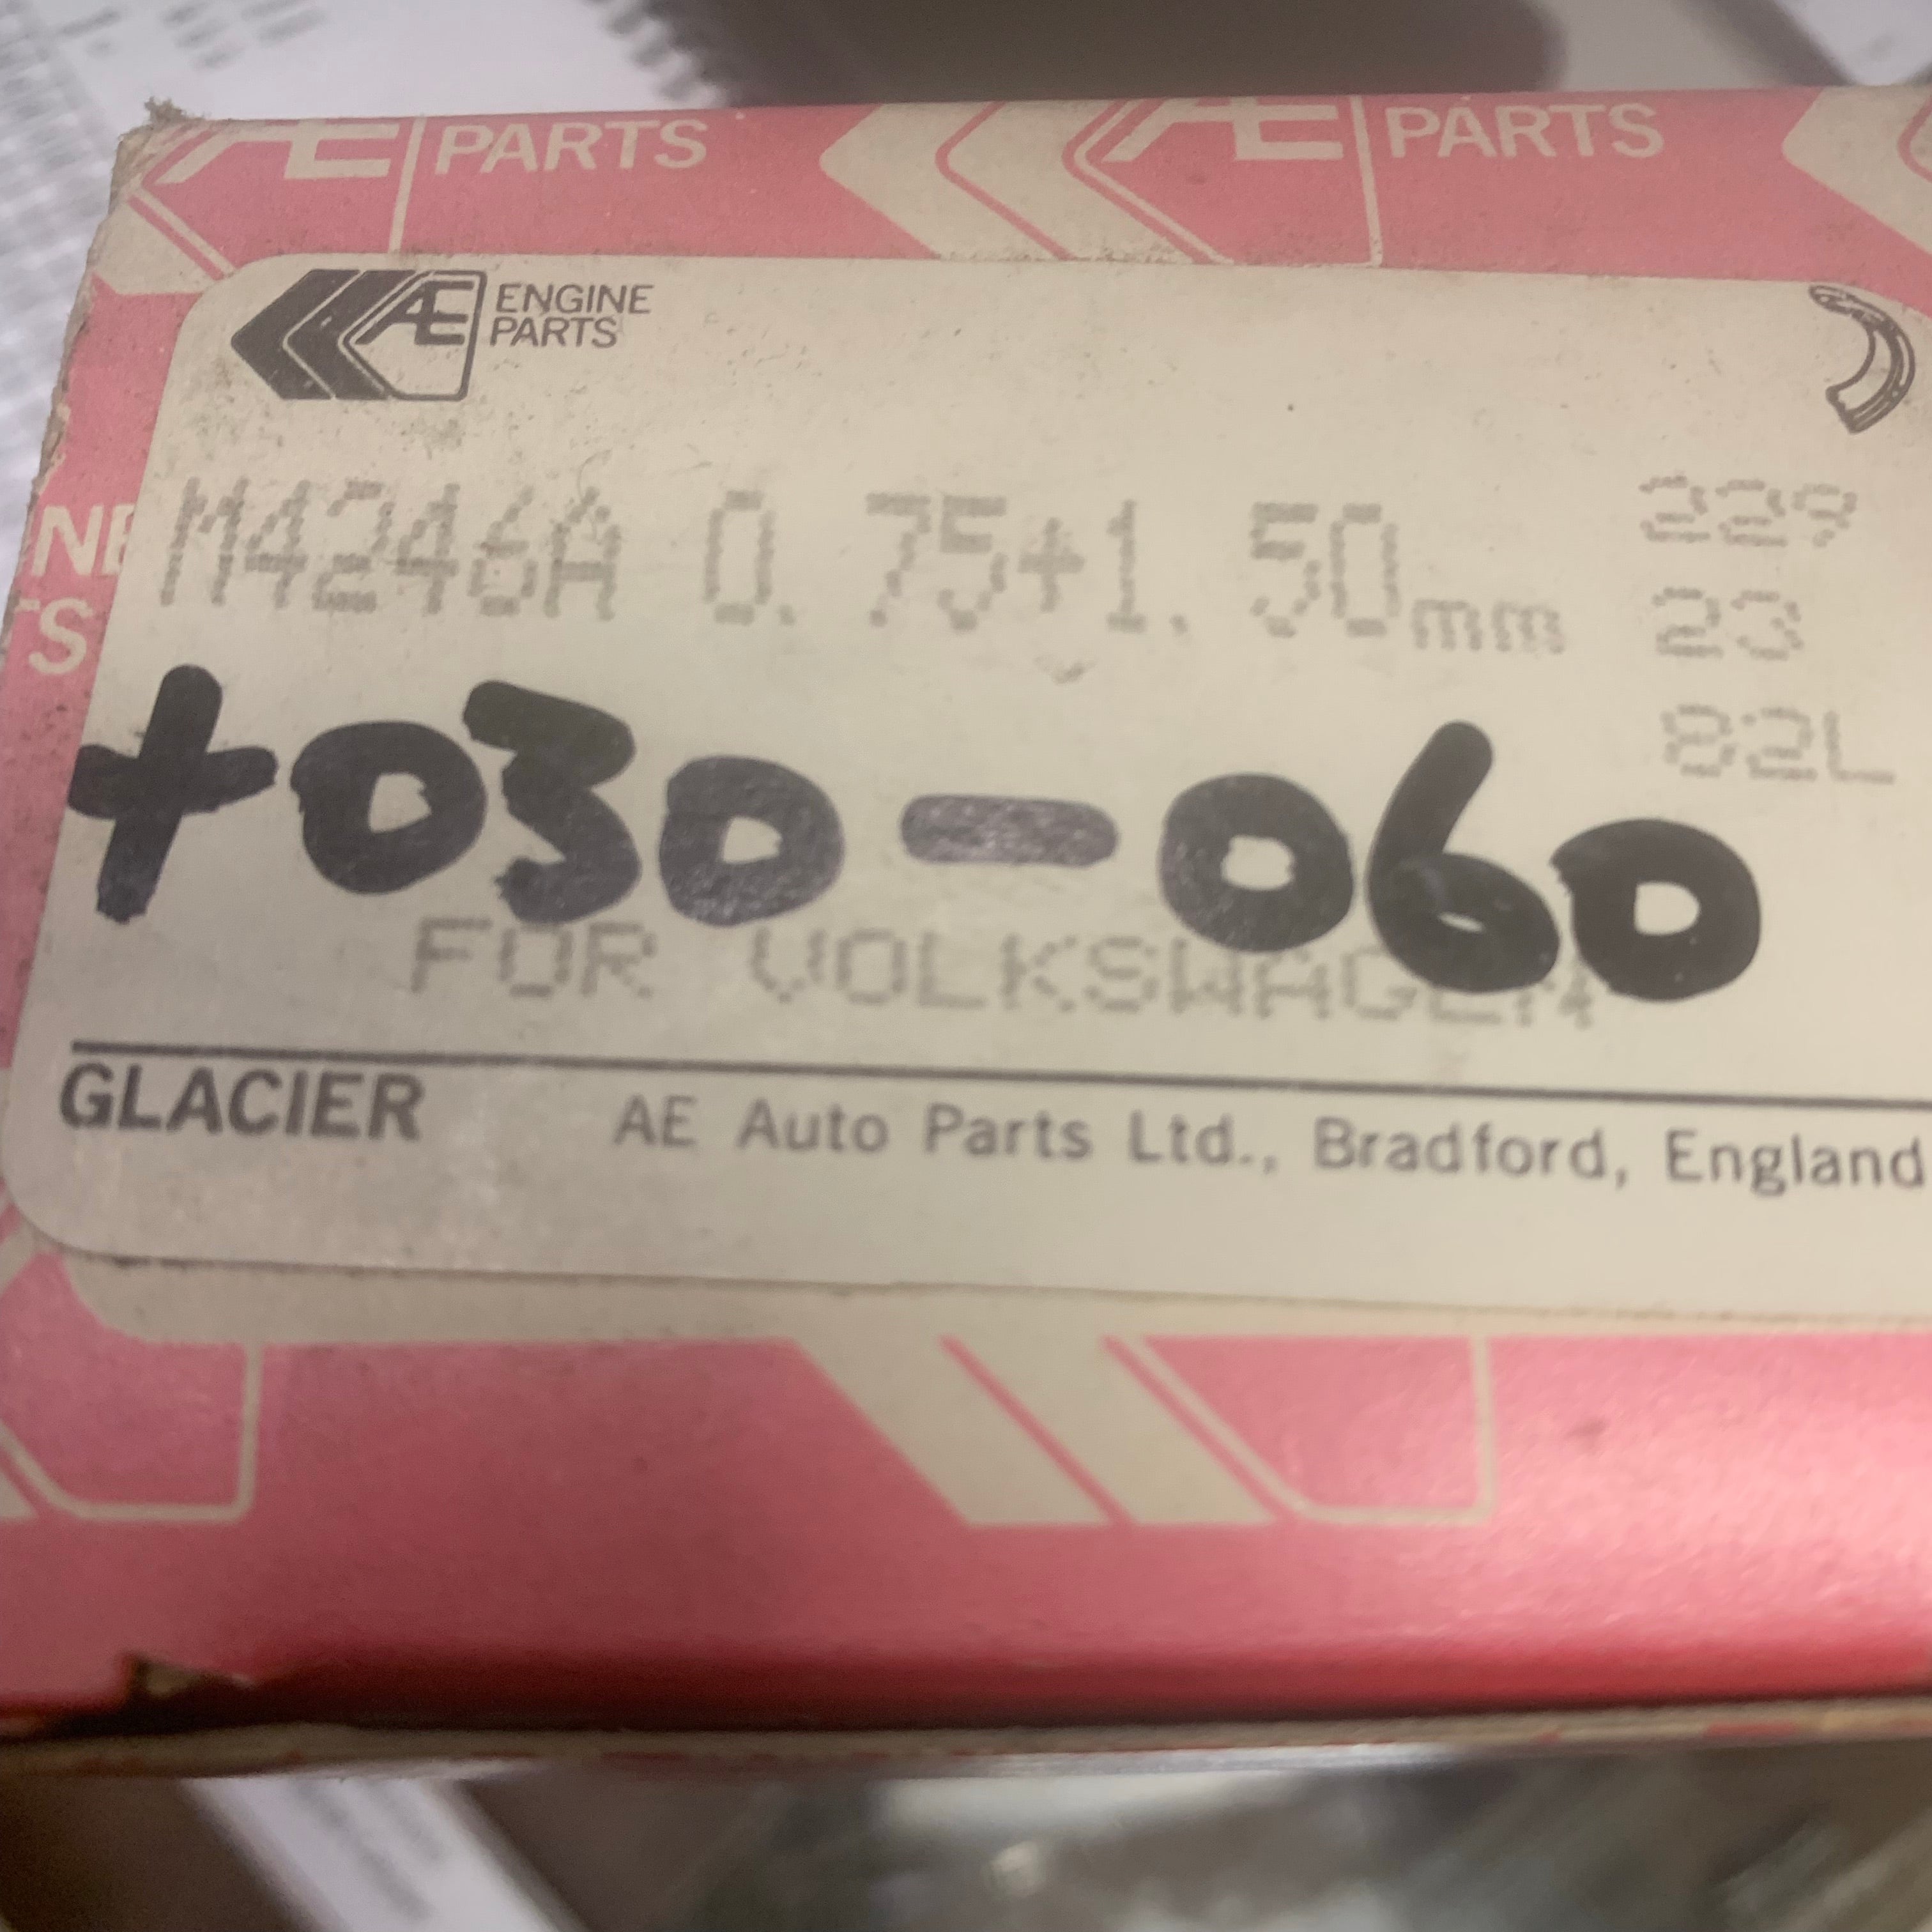 AE PARTS AE PARTS
AE ENGINE
PARTS
M4246A 0.75+1.50mm
229
23
82L
+030-060
FOR VOLKSWAGEN
GLACIER AE Auto Parts Ltd., Bradford, England